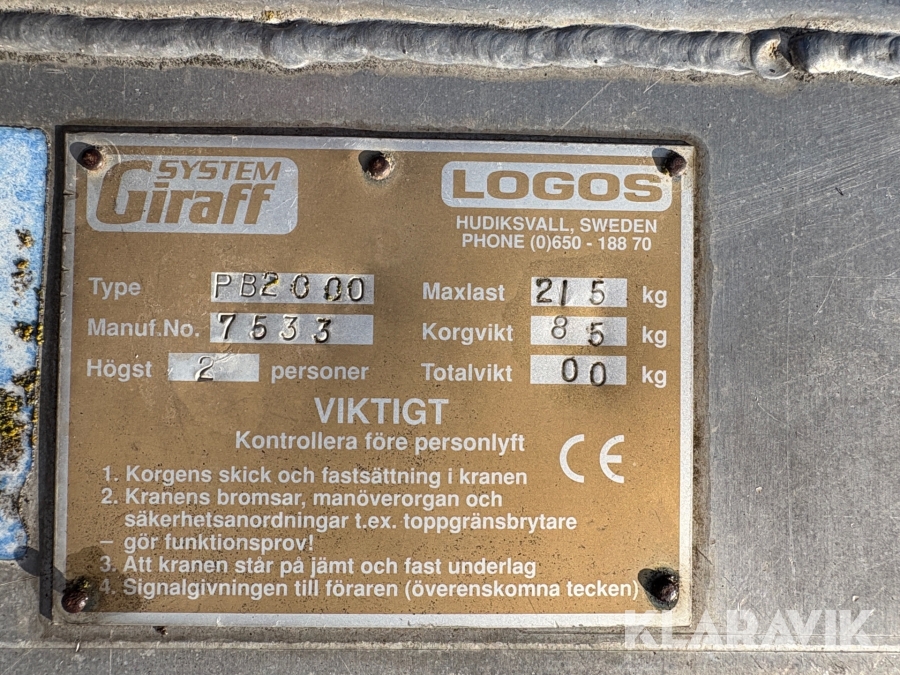 SYSTEM
Giraff
LOGOS
HUDIKSVALL, SWEDEN
PHONE (0)650 - 188 70
Type PB2000 Maxlast 215 kg
Manuf.No. 7533 Korgvikt 85 kg
Högst 2 personer Totalvikt 00 kg
VIKTIGT
Kontrollera före personlyft
CE
1. Korgens skick och fastsättning i kranen
2. Kranens bromsar, manöverorgan och
säkerhetsanordningar t.ex. toppgränsbrytare
– gör funktionsprov!
3. Att kranen står på jämt och fast underlag
4. Signalgivningen till föraren (överenskomna tecken)
KLARAVIK